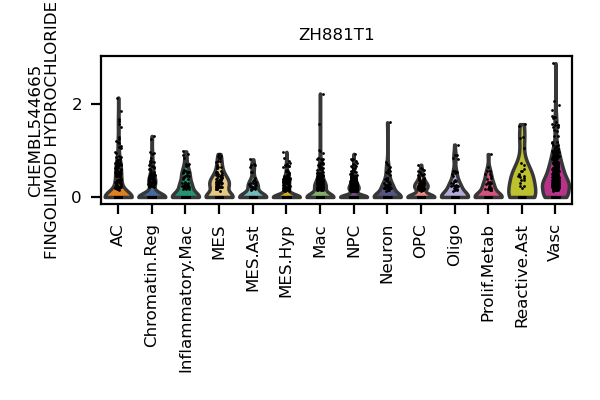 ZH881T1
CHEMBL544665
FINGOLIMOD HYDROCHLORIDE
2
0
AC
Chromatin.Reg
Inflammatory.Mac
MES
MES.Ast
MES.Hyp
Mac
NPC
Neuron
OPC
Oligo
Prolif.Metab
Reactive.Ast
Vasc